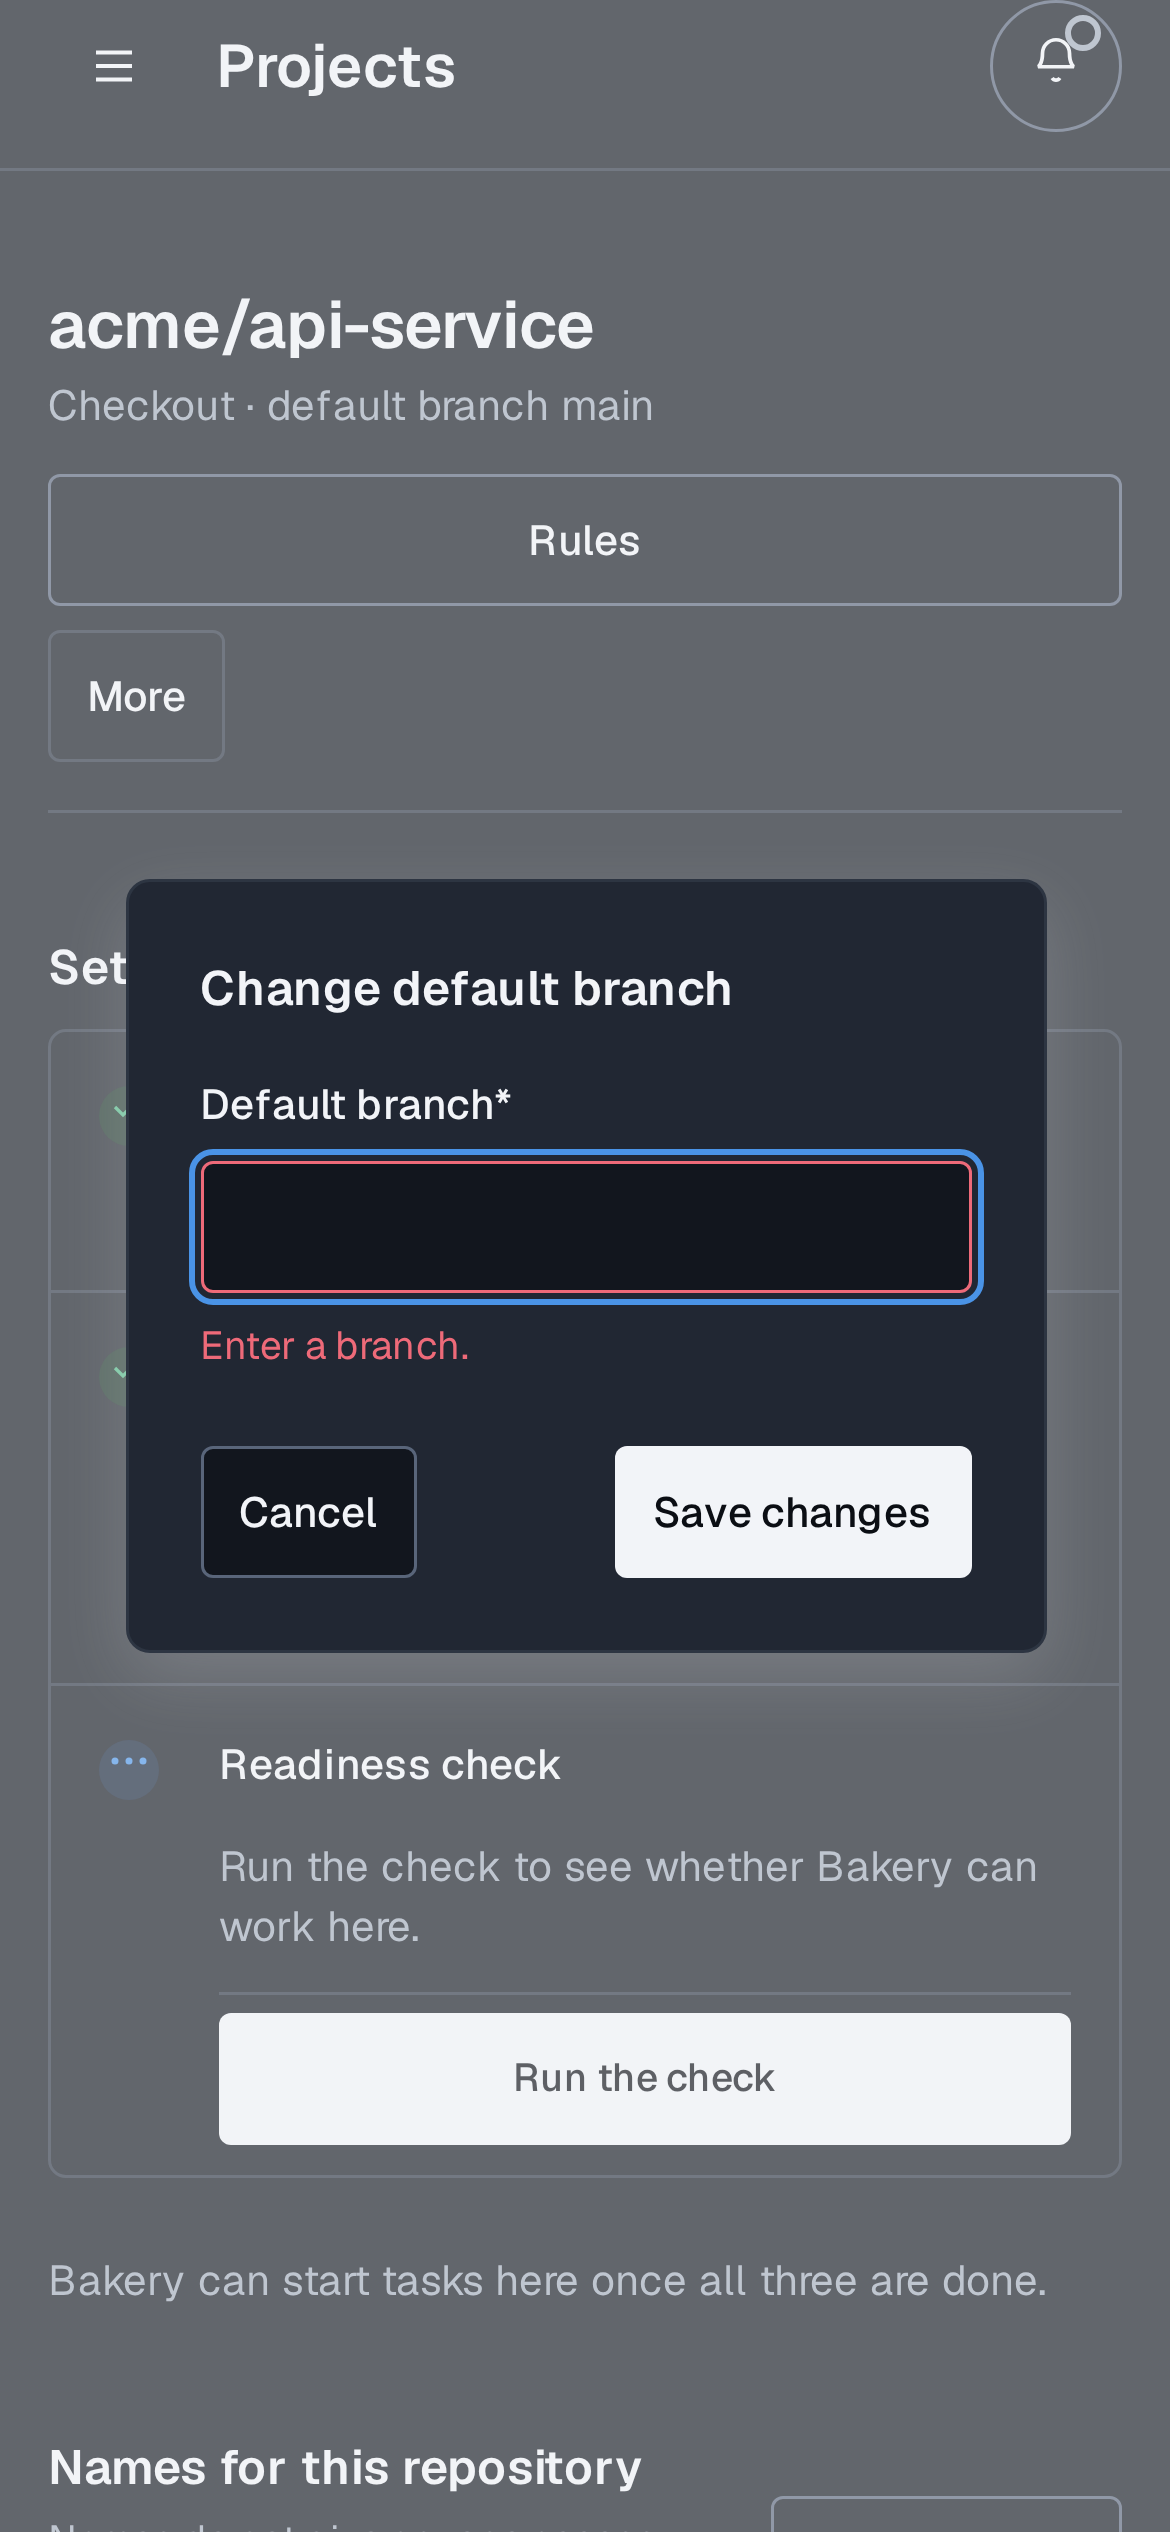 Projects
acme/api-service
Checkout · default branch main
Rules
More
Set
Change default branch
Default branch*
Enter a branch.
Cancel
Save changes
Readiness check
Run the check to see whether Bakery can
work here.
Run the check
Bakery can start tasks here once all three are done.
Names for this repository